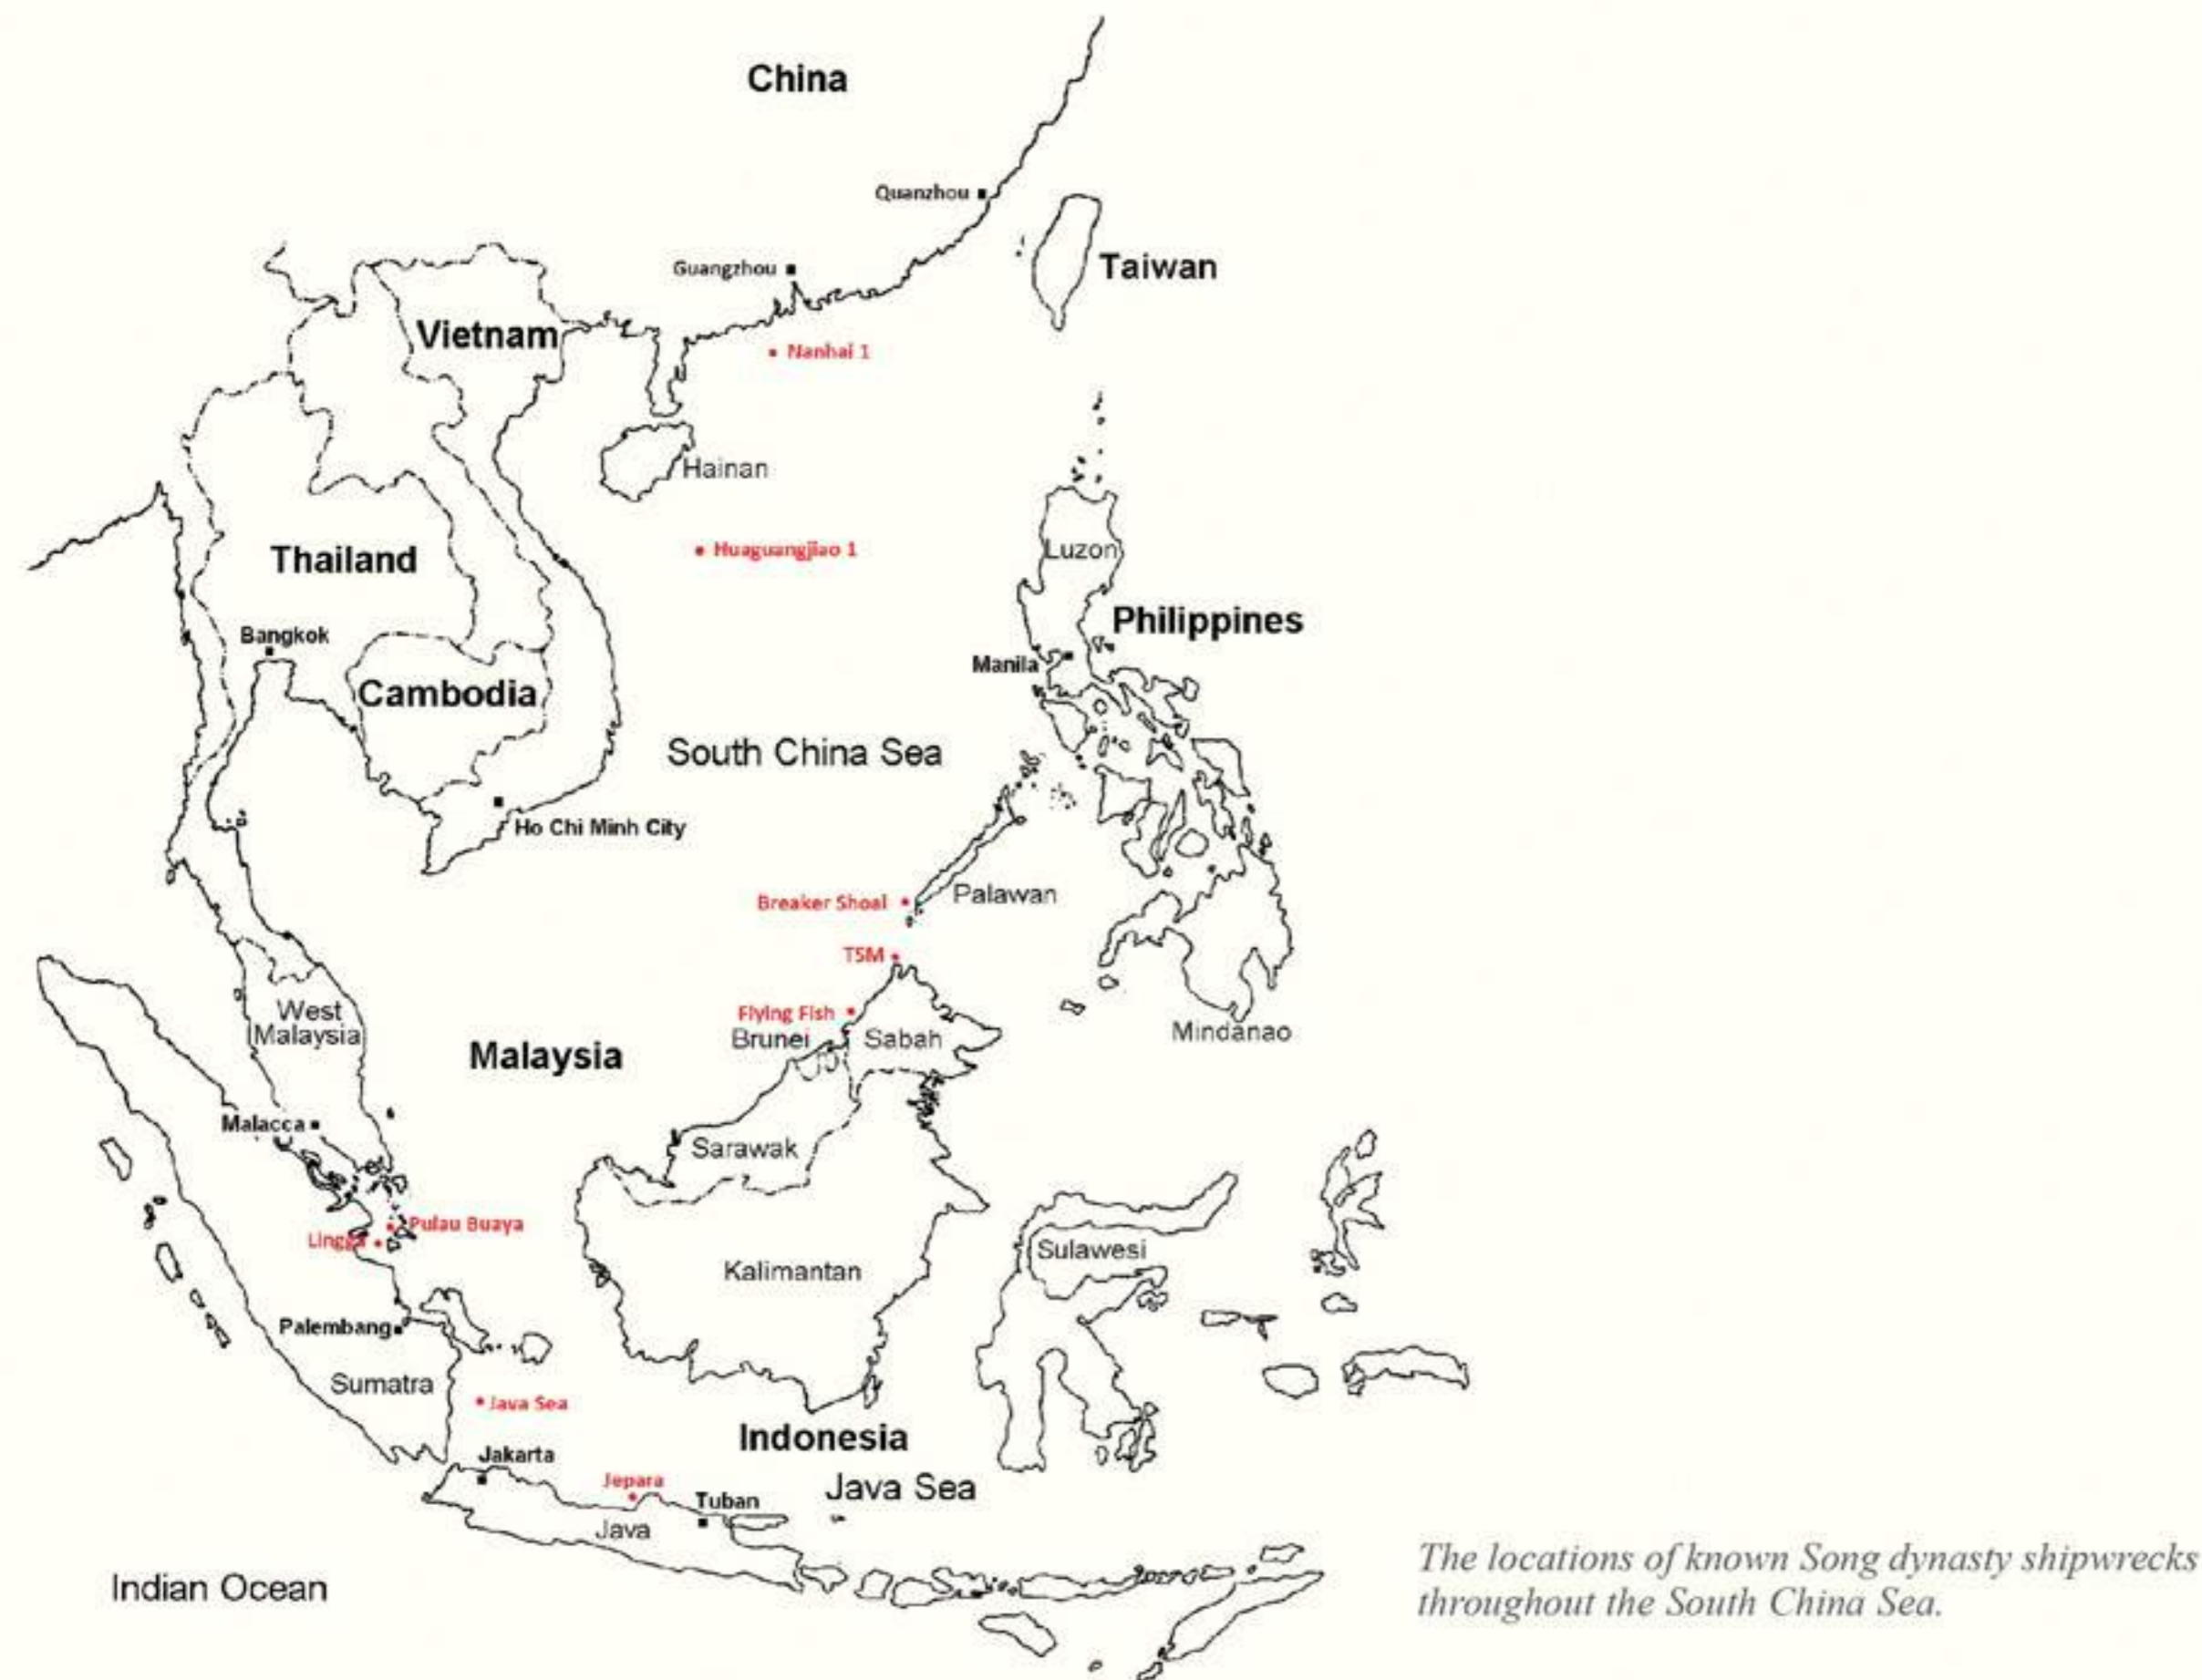 China
Quanzhou
Taiwan
Guangzhou
Vietnam
Nanhai 1
Hainan
Huaguangjiao 1
Luzon
Thailand
Philippines
Bangkok
Manila
Cambodia
South China Sea
Ho Chi Minh City
Palawan
Breaker Shoal
TSM
West
Malaysia
Flying Fish
Brunei
Sabah
Mindanao
Malaysia
Malacca
Sarawak
Pulau Buaya
Lingga
Sulawesi
Kalimantan
Palembang
Sumatra
Java Sea
Indonesia
Jakarta
Jepara
Java Sea
Tuban
Java
Indian Ocean
The locations of known Song dynasty shipwrecks
throughout the South China Sea.